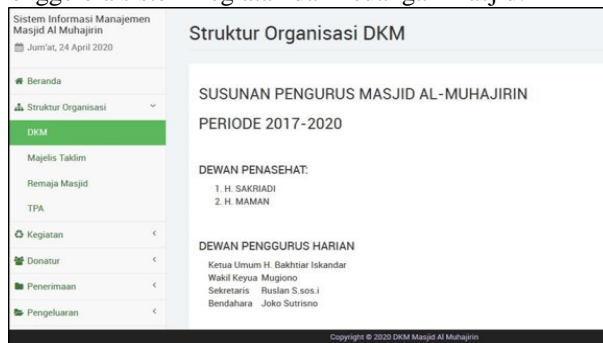 Sistem Informasi Manajemen
Masjid Al Muhajirin
Jum'at, 24 April 2020
Beranda
Struktur Organisasi
DKM
Majelis Taklim
Remaja Masjid
TPA
Kegiatan
Donatur
Penerimaan
Pengeluaran
Struktur Organisasi DKM
SUSUNAN PENGURUS MASJID AL-MUHAJIRIN
PERIODE 2017-2020
DEWAN PENASEHAT:
1. H. SAKRIADI
2. H. MAMAN
DEWAN PENGGURUS HARIAN
Ketua Umum H. Bakhtiar Iskandar
Wakil Keyua Mugiono
Sekretaris Ruslan S.sos.i
Bendahara Joko Sutrisno
Copyright © 2020 DKM Masjid Al Muhajirin